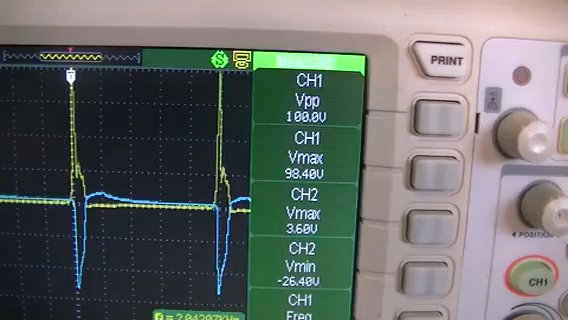 PRINT
CH1
Vpp
100.0V
CH1
Vmax
98.40V
CH2
Vmax
3.60V
CH2
Vmin
-26.40V
CH1
Freq
POSITION
CH1